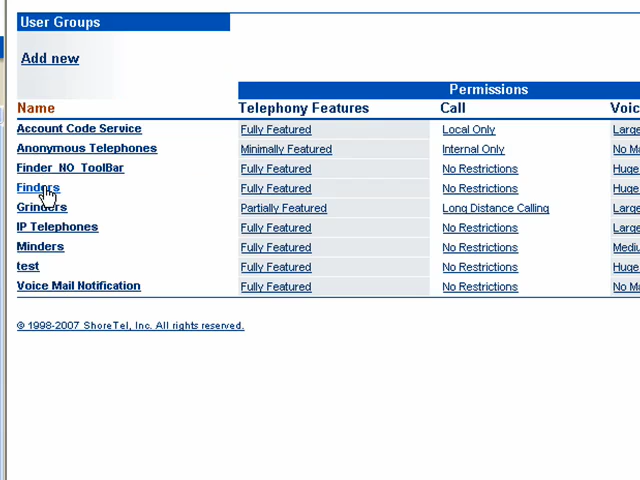 User Groups
Add new
Permissions
Name Telephony Features Call Voic
Account Code Service Fully Featured Local Only Large
Anonymous Telephones Minimally Featured Internal Only No Ma
Finder_NO_ToolBar Fully Featured No Restrictions Huge
Finders Fully Featured No Restrictions Huge
Grinders Partially Featured Long Distance Calling Large
IP Telephones Fully Featured No Restrictions Large
Minders Fully Featured No Restrictions Mediu
test Fully Featured No Restrictions Huge
Voice Mail Notification Fully Featured No Restrictions No Ma
© 1998-2007 ShoreTel, Inc. All rights reserved.